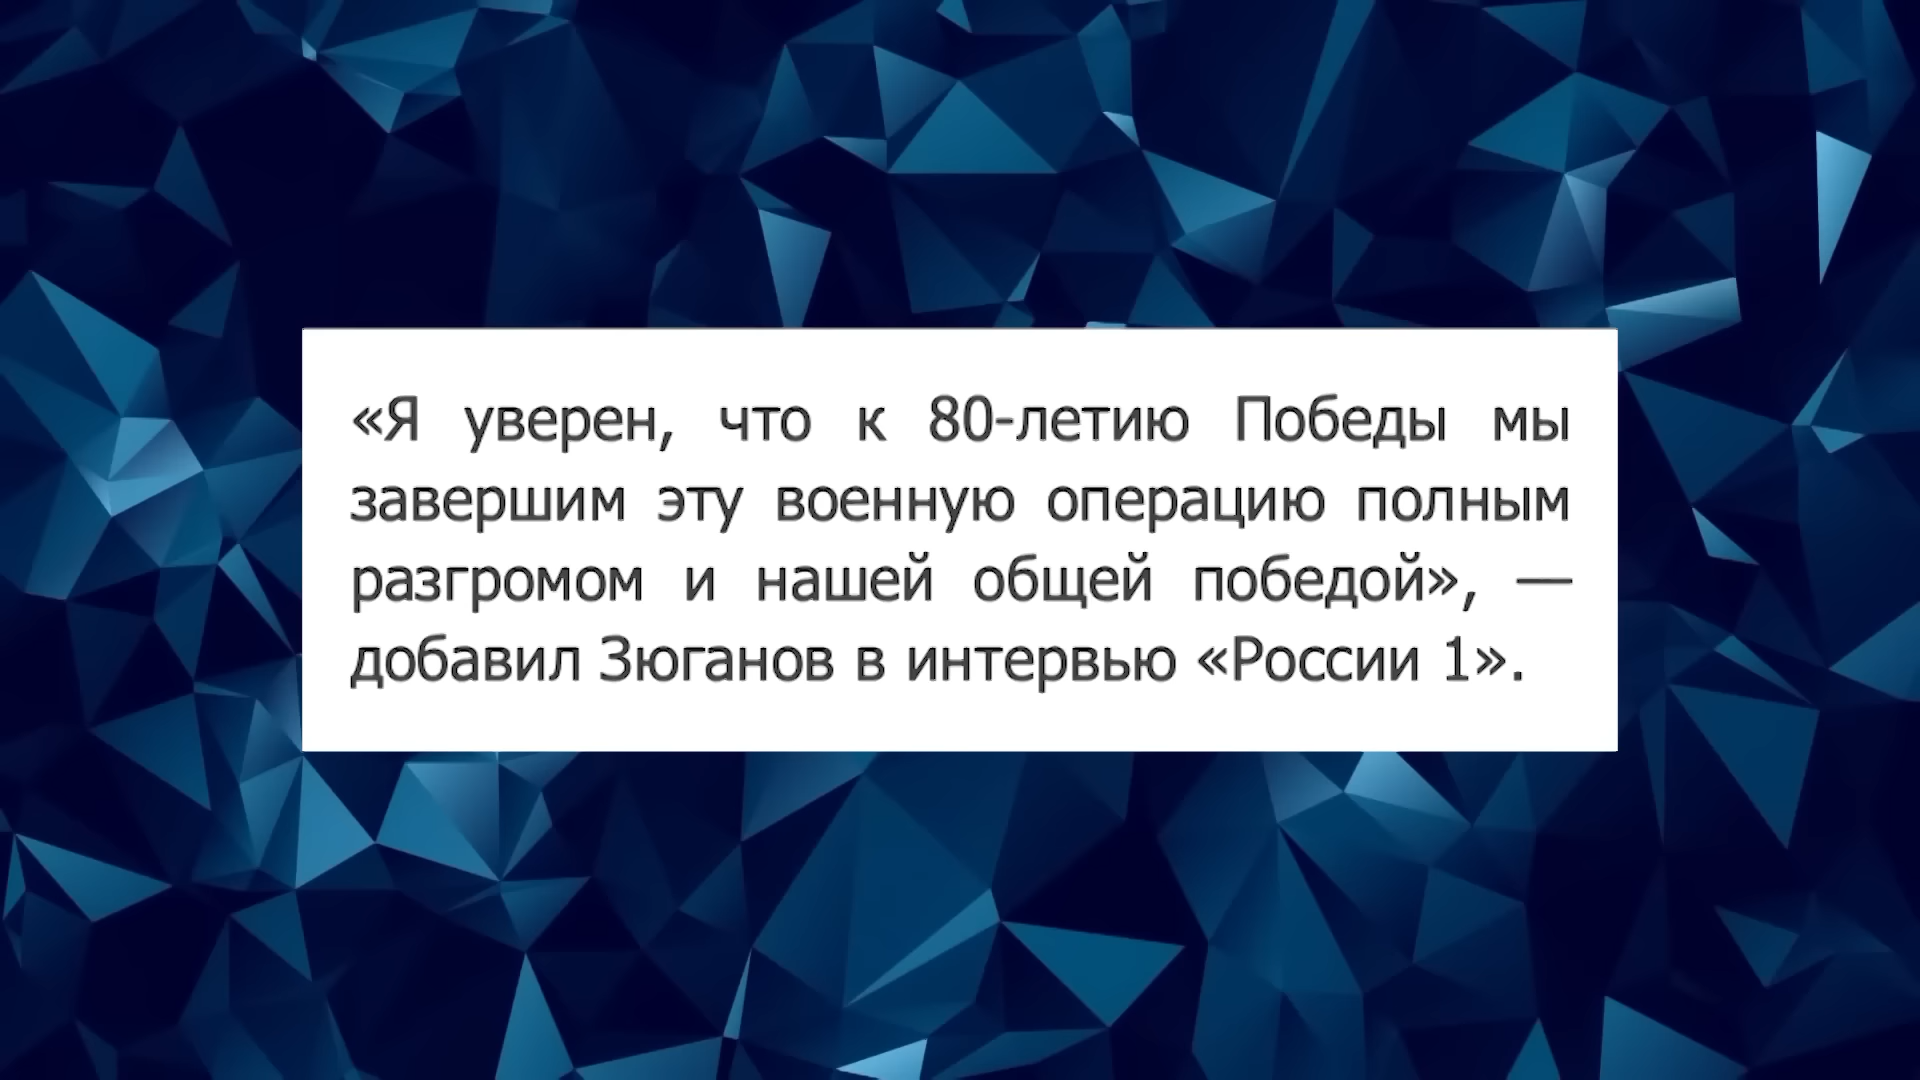 «Я уверен, что к 80-летию Победы мы
завершим эту военную операцию полным
разгромом и нашей общей победой», —
добавил Зюганов в интервью «России 1».